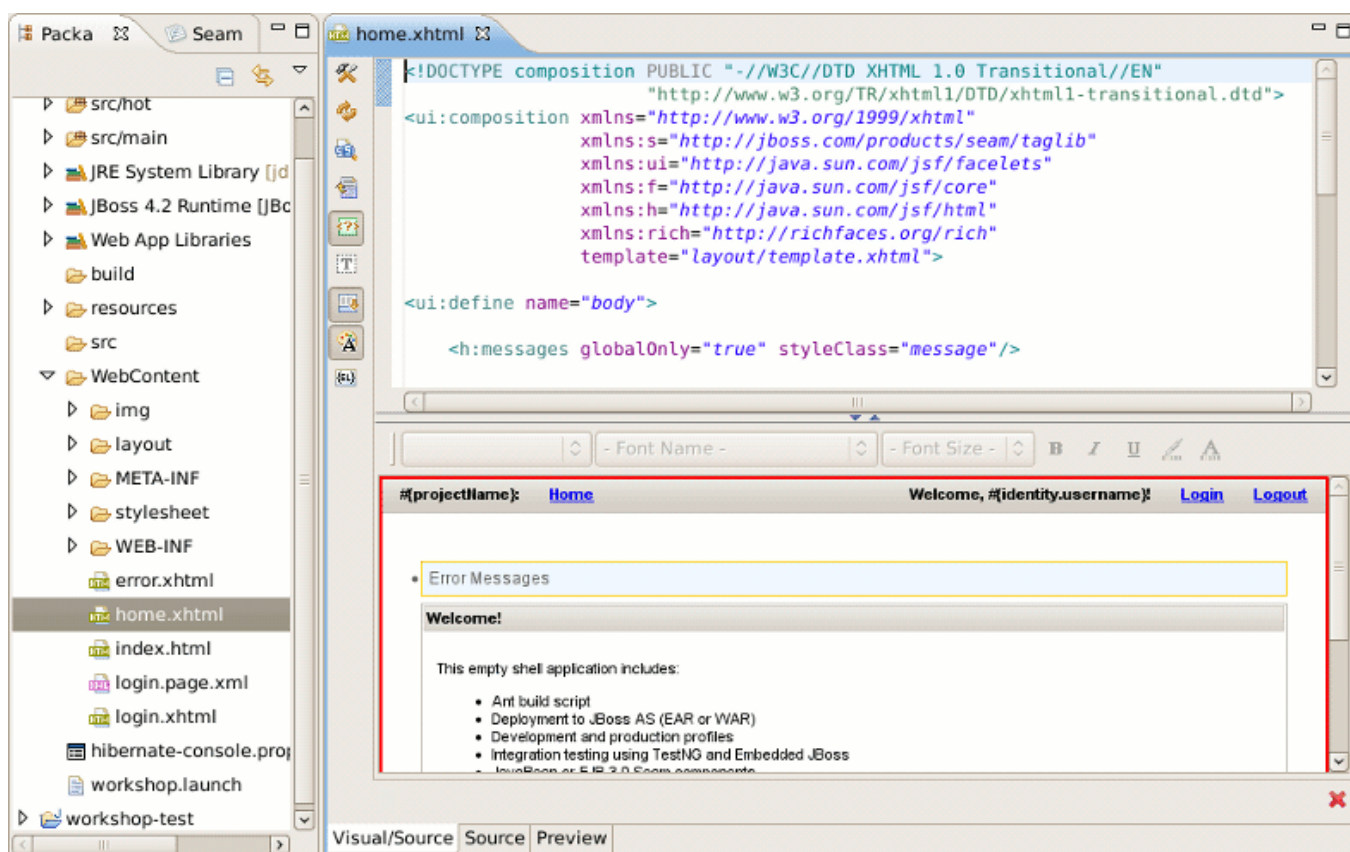 Packa
Seam
src/hot
src/main
JRE System Library [jd
JBoss 4.2 Runtime [JBc
Web App Libraries
build
resources
src
WebContent
img
layout
META-INF
stylesheet
WEB-INF
error.xhtml
home.xhtml
index.html
login.page.xml
login.xhtml
hibernate-console.prop
workshop.launch
workshop-test
home.xhtml
<!DOCTYPE composition PUBLIC "-//W3C//DTD XHTML 1.0 Transitional//EN"
"http://www.w3.org/TR/xhtml1/DTD/xhtml1-transitional.dtd">
<ui:composition xmlns="http://www.w3.org/1999/xhtml"
xmlns:s="http://jboss.com/products/seam/taglib"
xmlns:ui="http://java.sun.com/jsf/facelets"
xmlns:f="http://java.sun.com/jsf/core"
xmlns:h="http://java.sun.com/jsf/html"
xmlns:rich="http://richfaces.org/rich"
template="layout/template.xhtml">
<ui:define name="body">
<h:messages globalOnly="true" styleClass="message"/>
- Font Name -
- Font Size -
B I U A
#{projectName}: Home Welcome, #{identity.username}! Login Logout
Error Messages
Welcome!
This empty shell application includes:
Ant build script
Deployment to JBoss AS (EAR or WAR)
Development and production profiles
Integration testing using TestNG and Embedded JBoss
JavaBean or EJB 3.0 Seam components
Visual/Source Source Preview